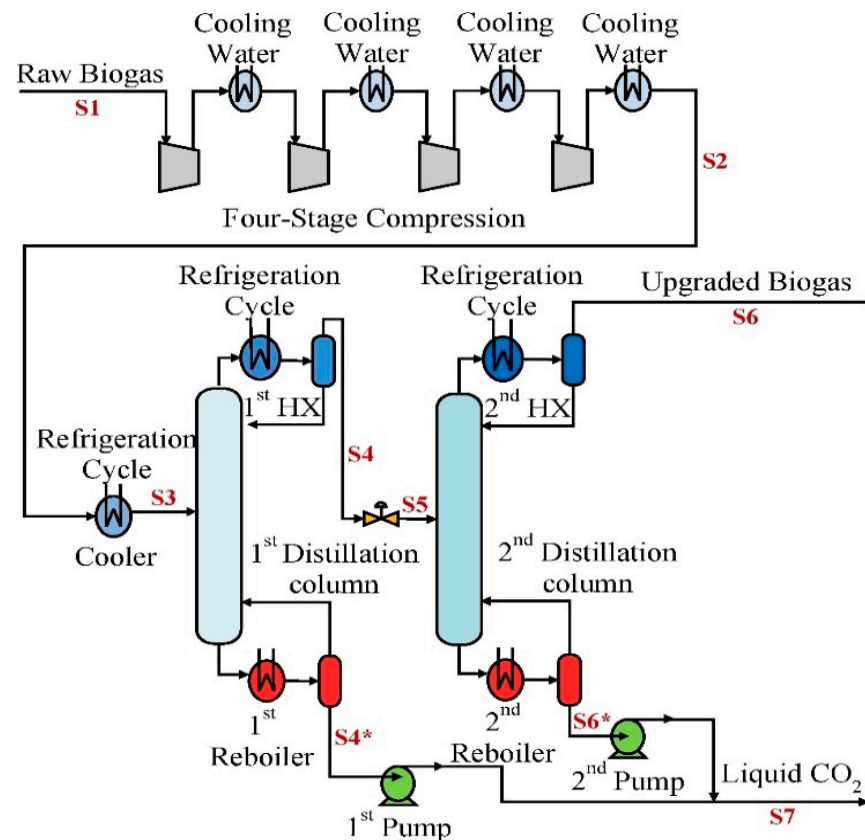 Cooling
Water
Cooling
Water
Cooling
Water
Cooling
Water
Raw Biogas
S1
S2
Four-Stage Compression
Refrigeration
Cycle
Refrigeration
Cycle
Upgraded Biogas
S6
1st HX
2nd HX
Refrigeration
Cycle
S3
S4
S5
Cooler
1st Distillation
column
2nd Distillation
column
1st
Reboiler
S4*
2nd
Reboiler
S6*
2nd Pump
Liquid CO2
S7
1st Pump